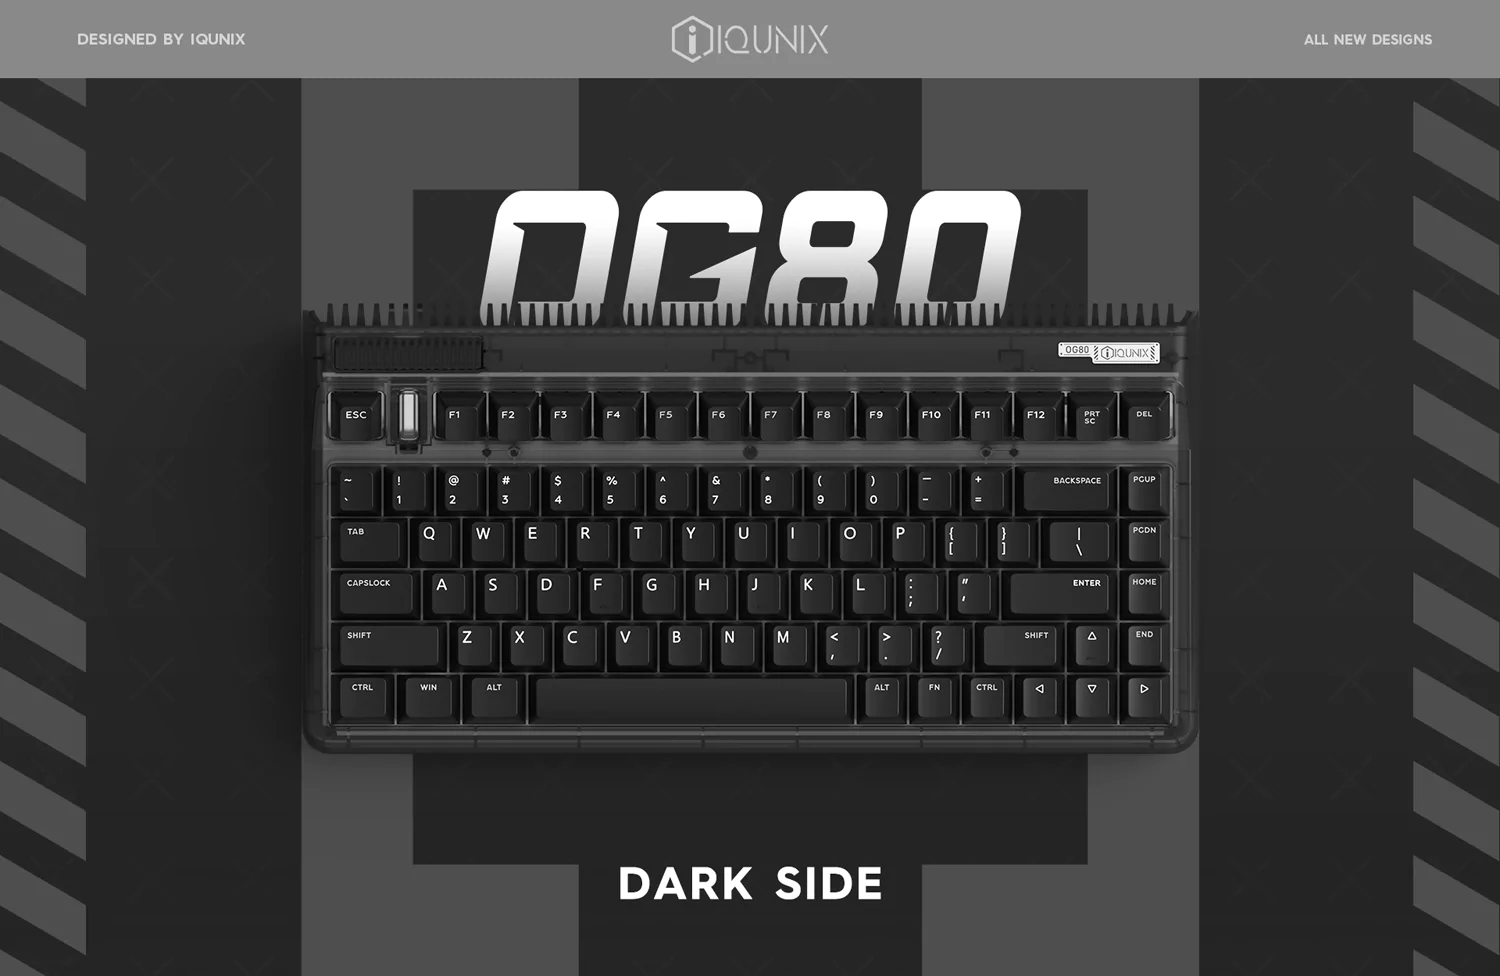 DESIGNED BY IQUNIX
IQUNIX
ALL NEW DESIGNS
OG80
OG80 IQUNIX
ESC F1 F2 F3 F4 F5 F6 F7 F8 F9 F10 F11 F12 PRT SC DEL
~ ` ! 1 @ 2 # 3 $ 4 % 5 ^ 6 & 7 * 8 ( 9 ) 0 — - + = BACKSPACE PGUP
TAB Q W E R T Y U I O P { [ } ] | \ PGDN
CAPSLOCK A S D F G H J K L : ; " ' ENTER HOME
SHIFT Z X C V B N M < , > . ? / SHIFT △ END
CTRL WIN ALT ALT FN CTRL ◁ ▽ ▷
DARK SIDE